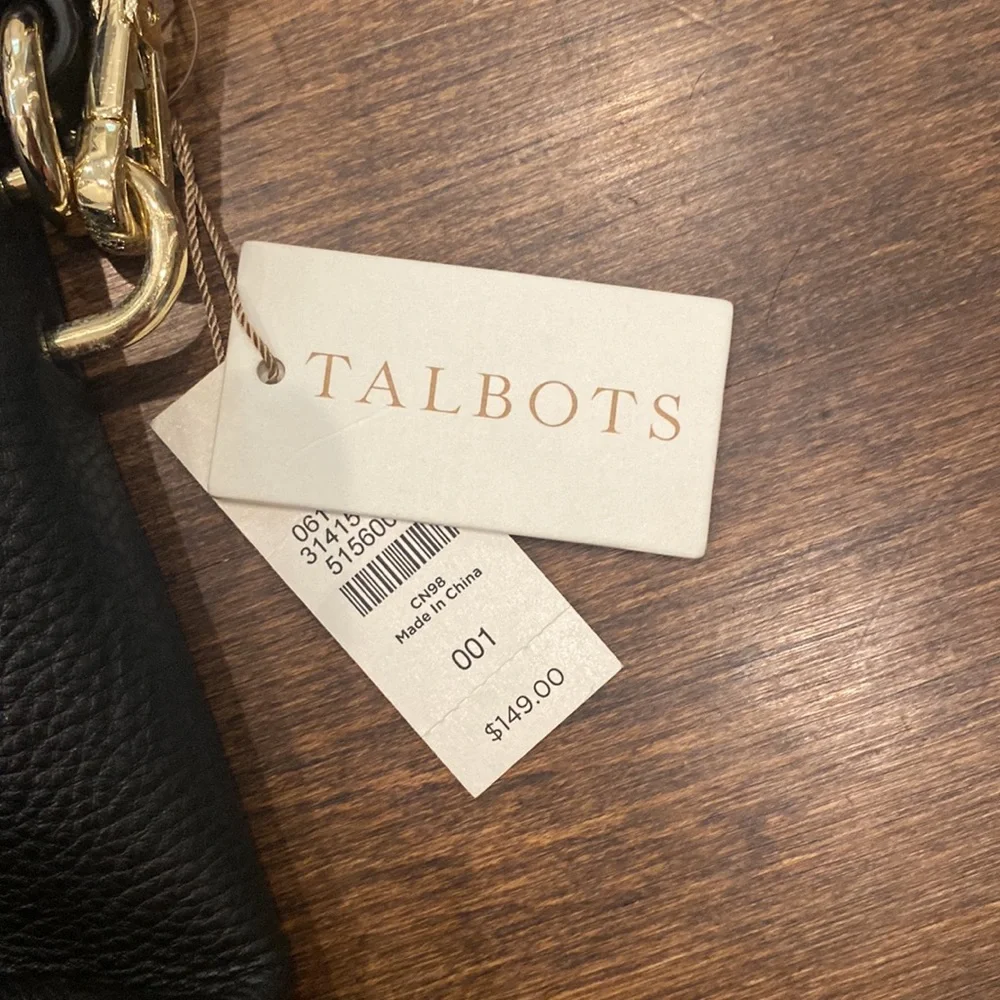 TALBOTS
CN98
Made In China
001
$149.00